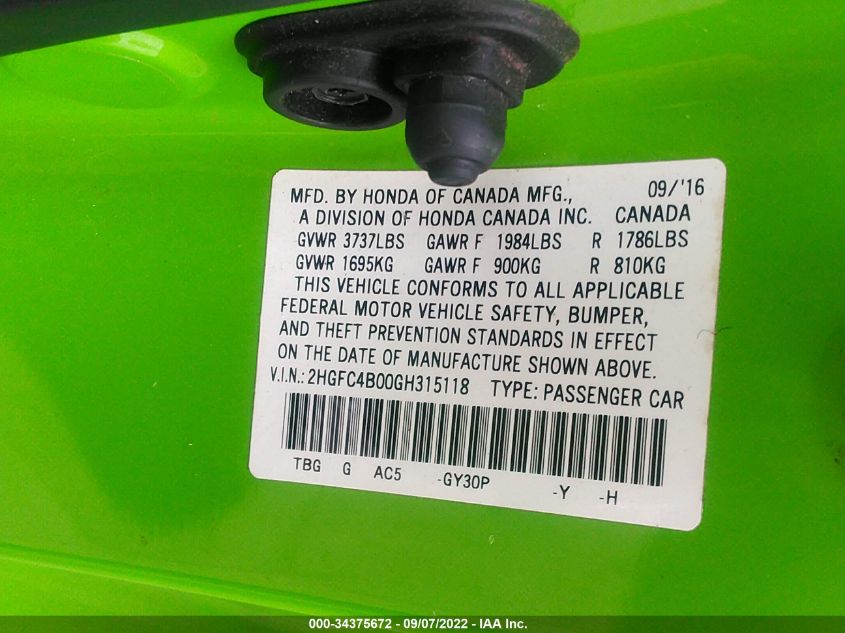 MFD. BY HONDA OF CANADA MFG., 09/'16
A DIVISION OF HONDA CANADA INC. CANADA
GVWR 3737LBS GAWR F 1984LBS R 1786LBS
GVWR 1695KG GAWR F 900KG R 810KG
THIS VEHICLE CONFORMS TO ALL APPLICABLE
FEDERAL MOTOR VEHICLE SAFETY, BUMPER,
AND THEFT PREVENTION STANDARDS IN EFFECT
ON THE DATE OF MANUFACTURE SHOWN ABOVE.
V.I.N.: 2HGFC4B00GH315118 TYPE: PASSENGER CAR
TBG G AC5 -GY30P -Y -H
000-34375672 - 09/07/2022 - IAA Inc.